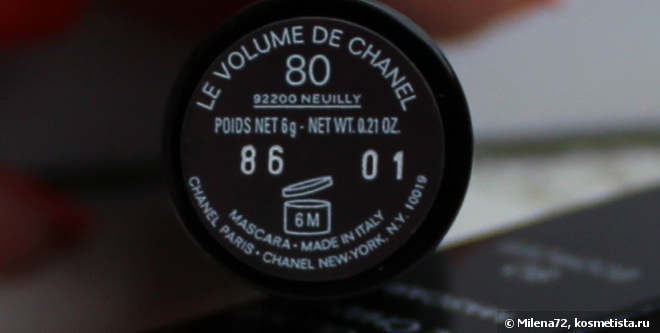 LE VOLUME DE CHANEL
80
92200 NEUILLY
POIDS NET 6g - NET WT. 0.21 OZ.
86 01
6M
MASCARA • MADE IN ITALY
CHANEL PARIS • CHANEL NEW-YORK, N.Y. 10019
© Milena72, kosmetista.ru